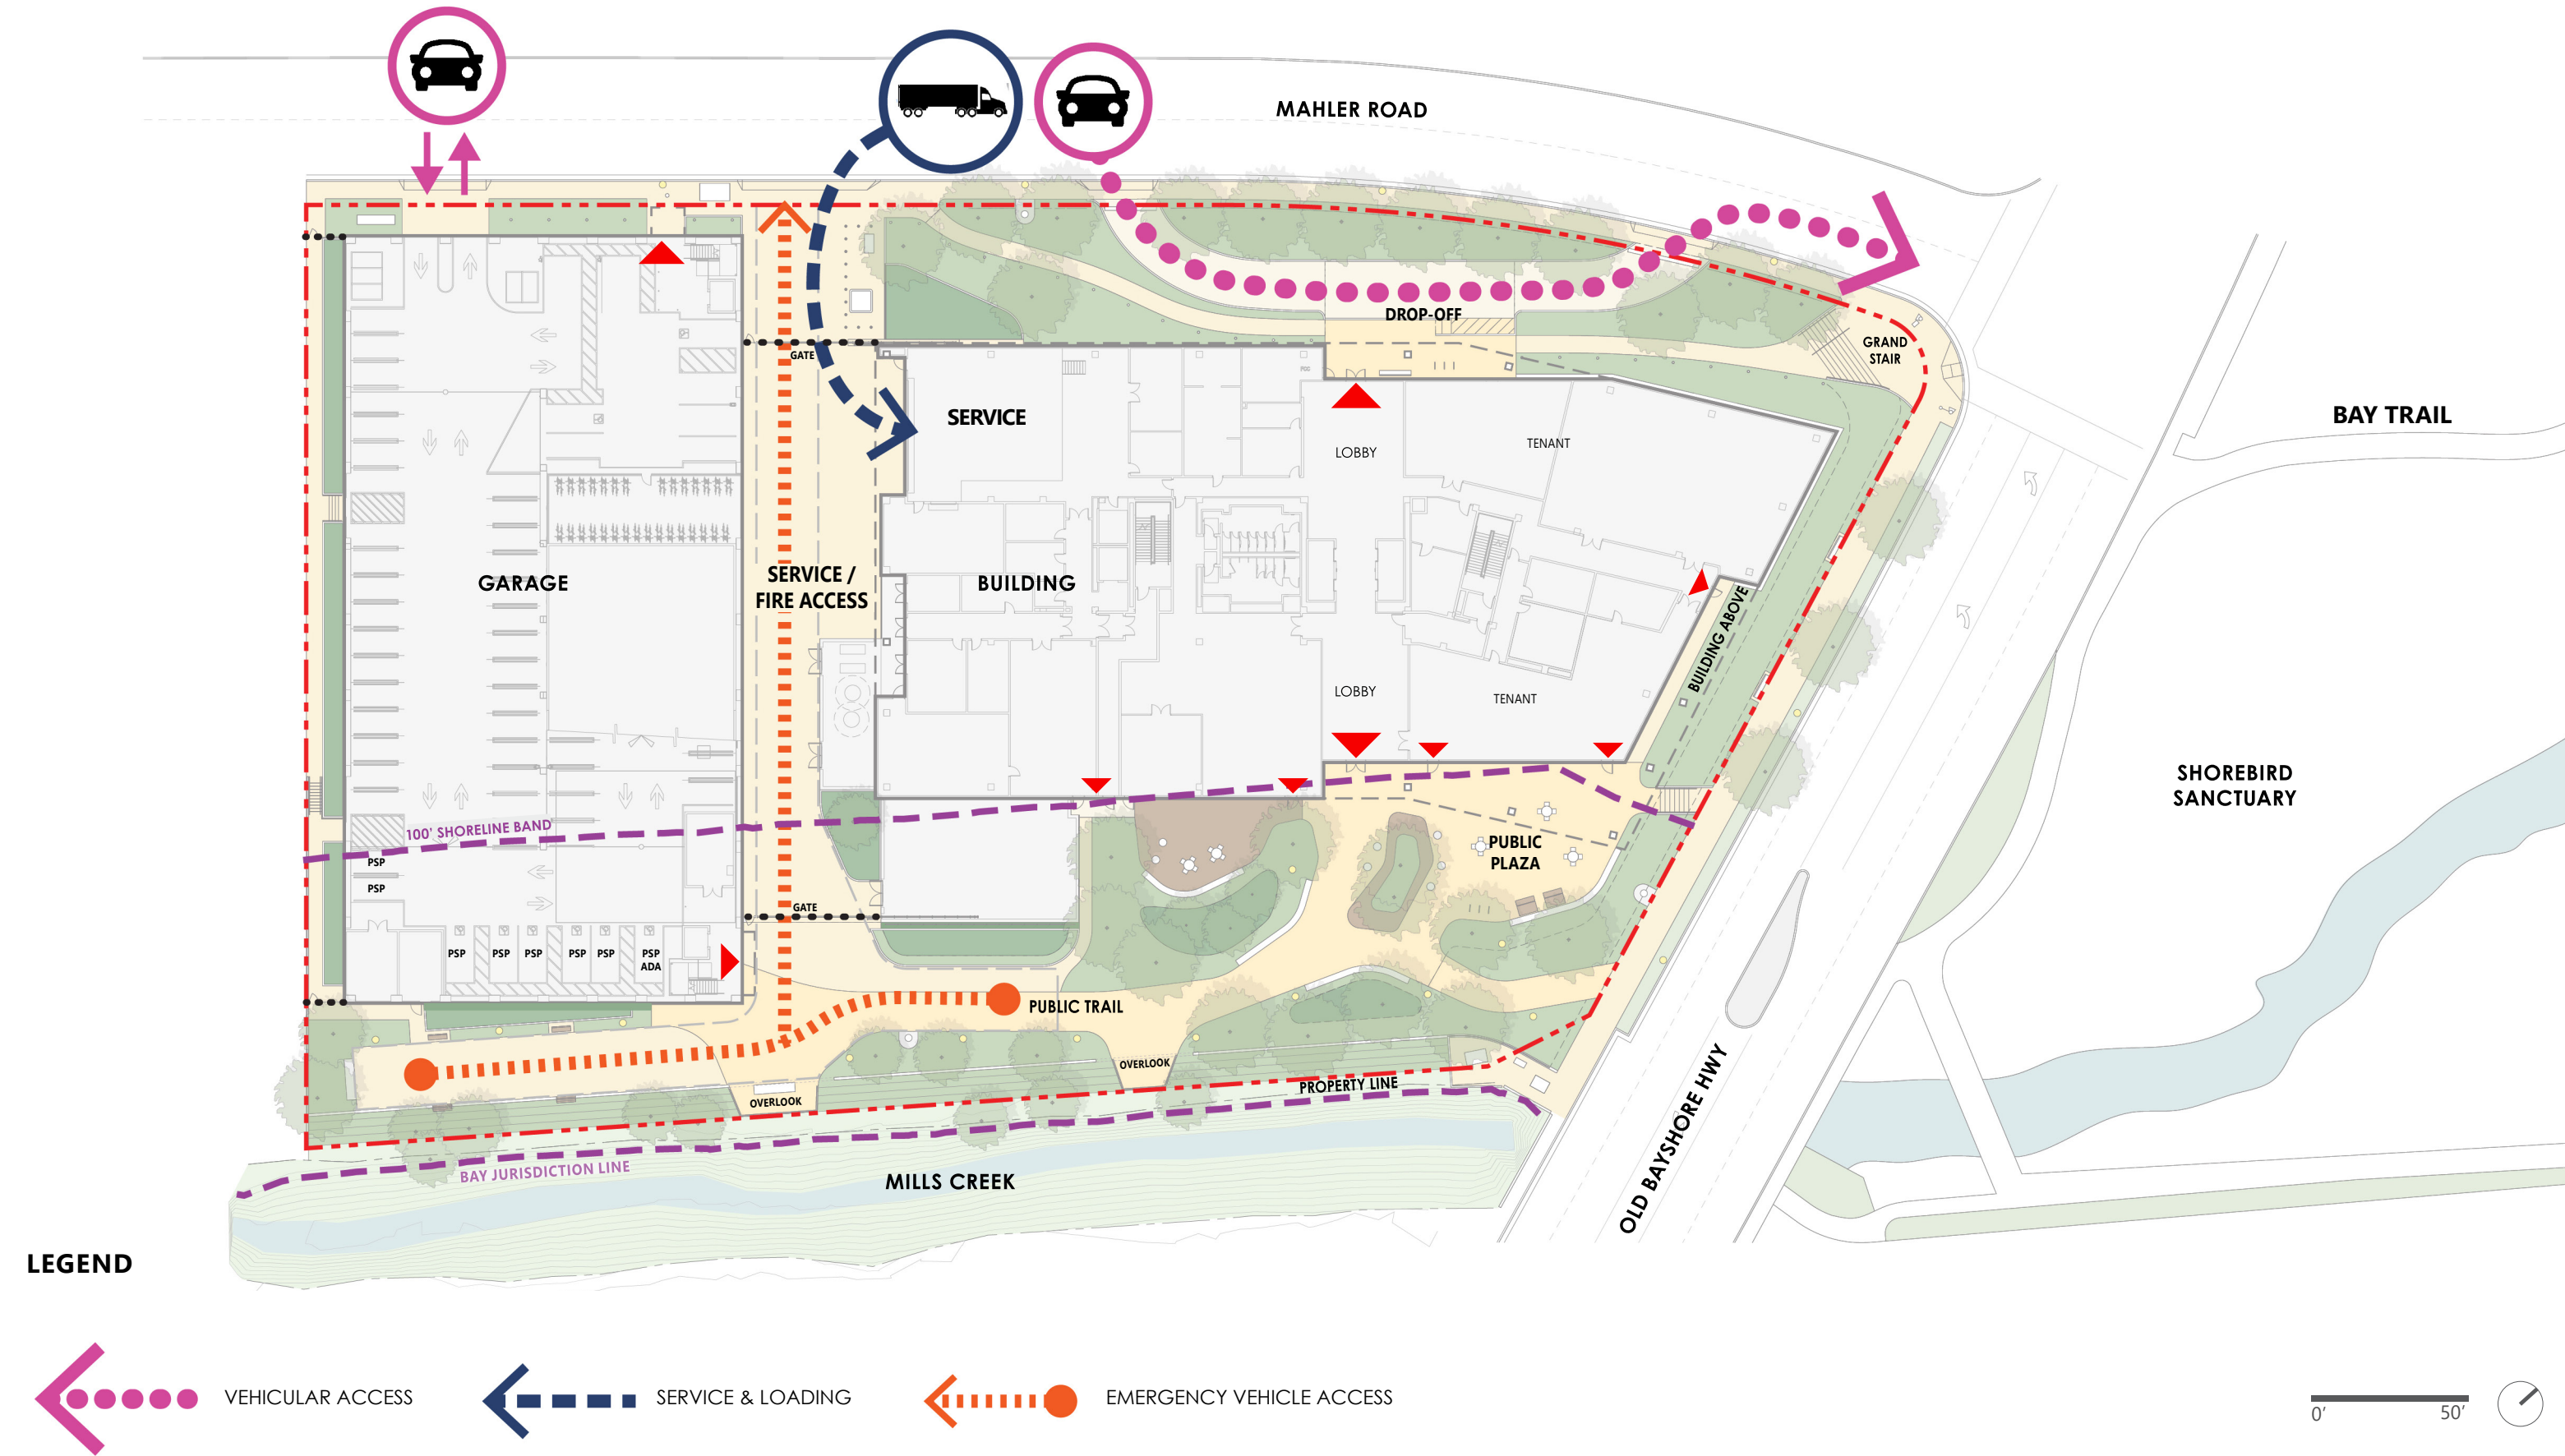 MAHLER ROAD
DROP-OFF
GRAND
STAIR
GATE
SERVICE
LOBBY
TENANT
BAY TRAIL
GARAGE
SERVICE /
FIRE ACCESS
BUILDING
BUILDING ABOVE
LOBBY
TENANT
SHOREBIRD
SANCTUARY
100' SHORELINE BAND
PSP
PSP
PUBLIC
PLAZA
GATE
PSP
PSP
PSP
PSP
PSP
PSP
ADA
PUBLIC TRAIL
OVERLOOK
OVERLOOK
PROPERTY LINE
BAY JURISDICTION LINE
MILLS CREEK
OLD BAYSHORE HWY
LEGEND
VEHICULAR ACCESS
SERVICE & LOADING
EMERGENCY VEHICLE ACCESS
0'
50'